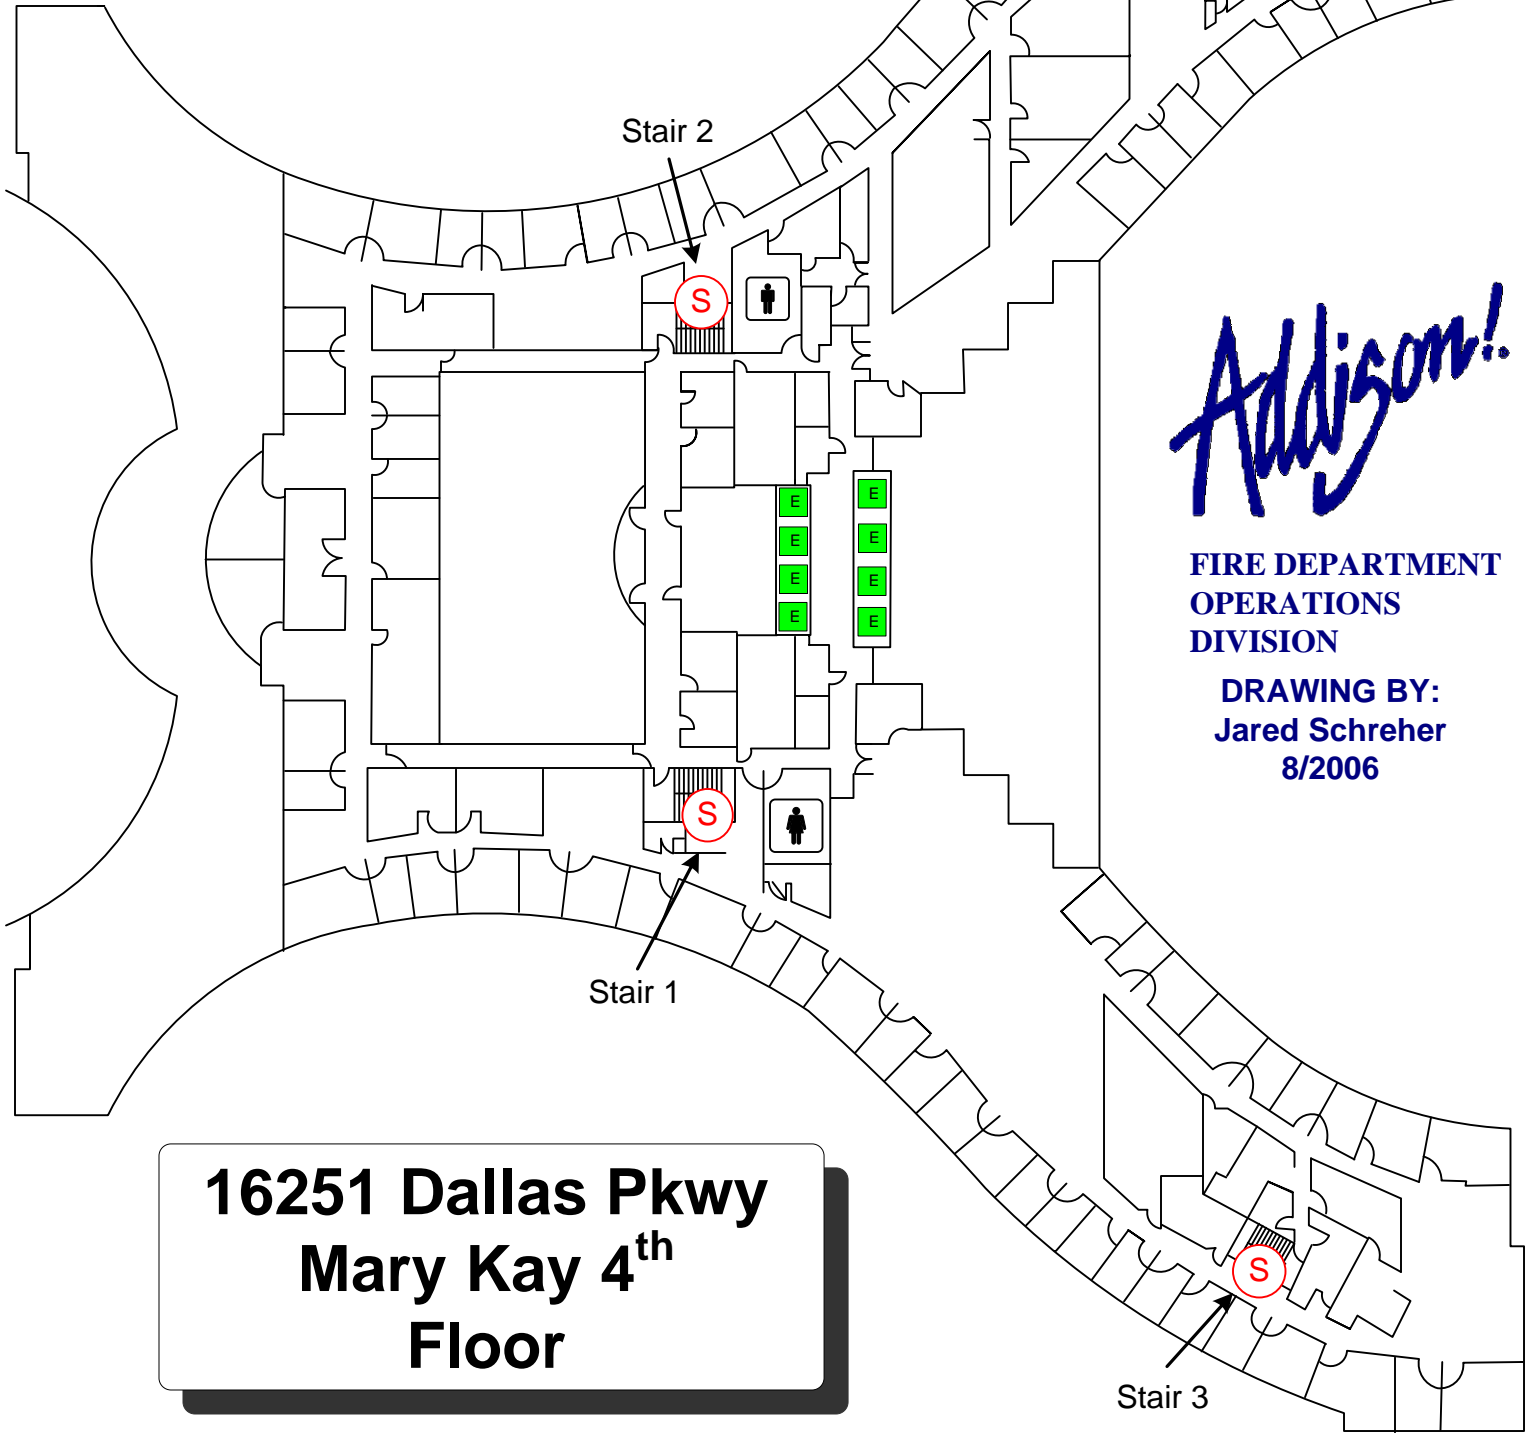 Stair 2
S
E
E
E
E
E
E
E
E
Addison!
FIRE DEPARTMENT
OPERATIONS
DIVISION
DRAWING BY:
Jared Schreher
8/2006
S
Stair 1
16251 Dallas Pkwy
Mary Kay 4th
Floor
S
Stair 3